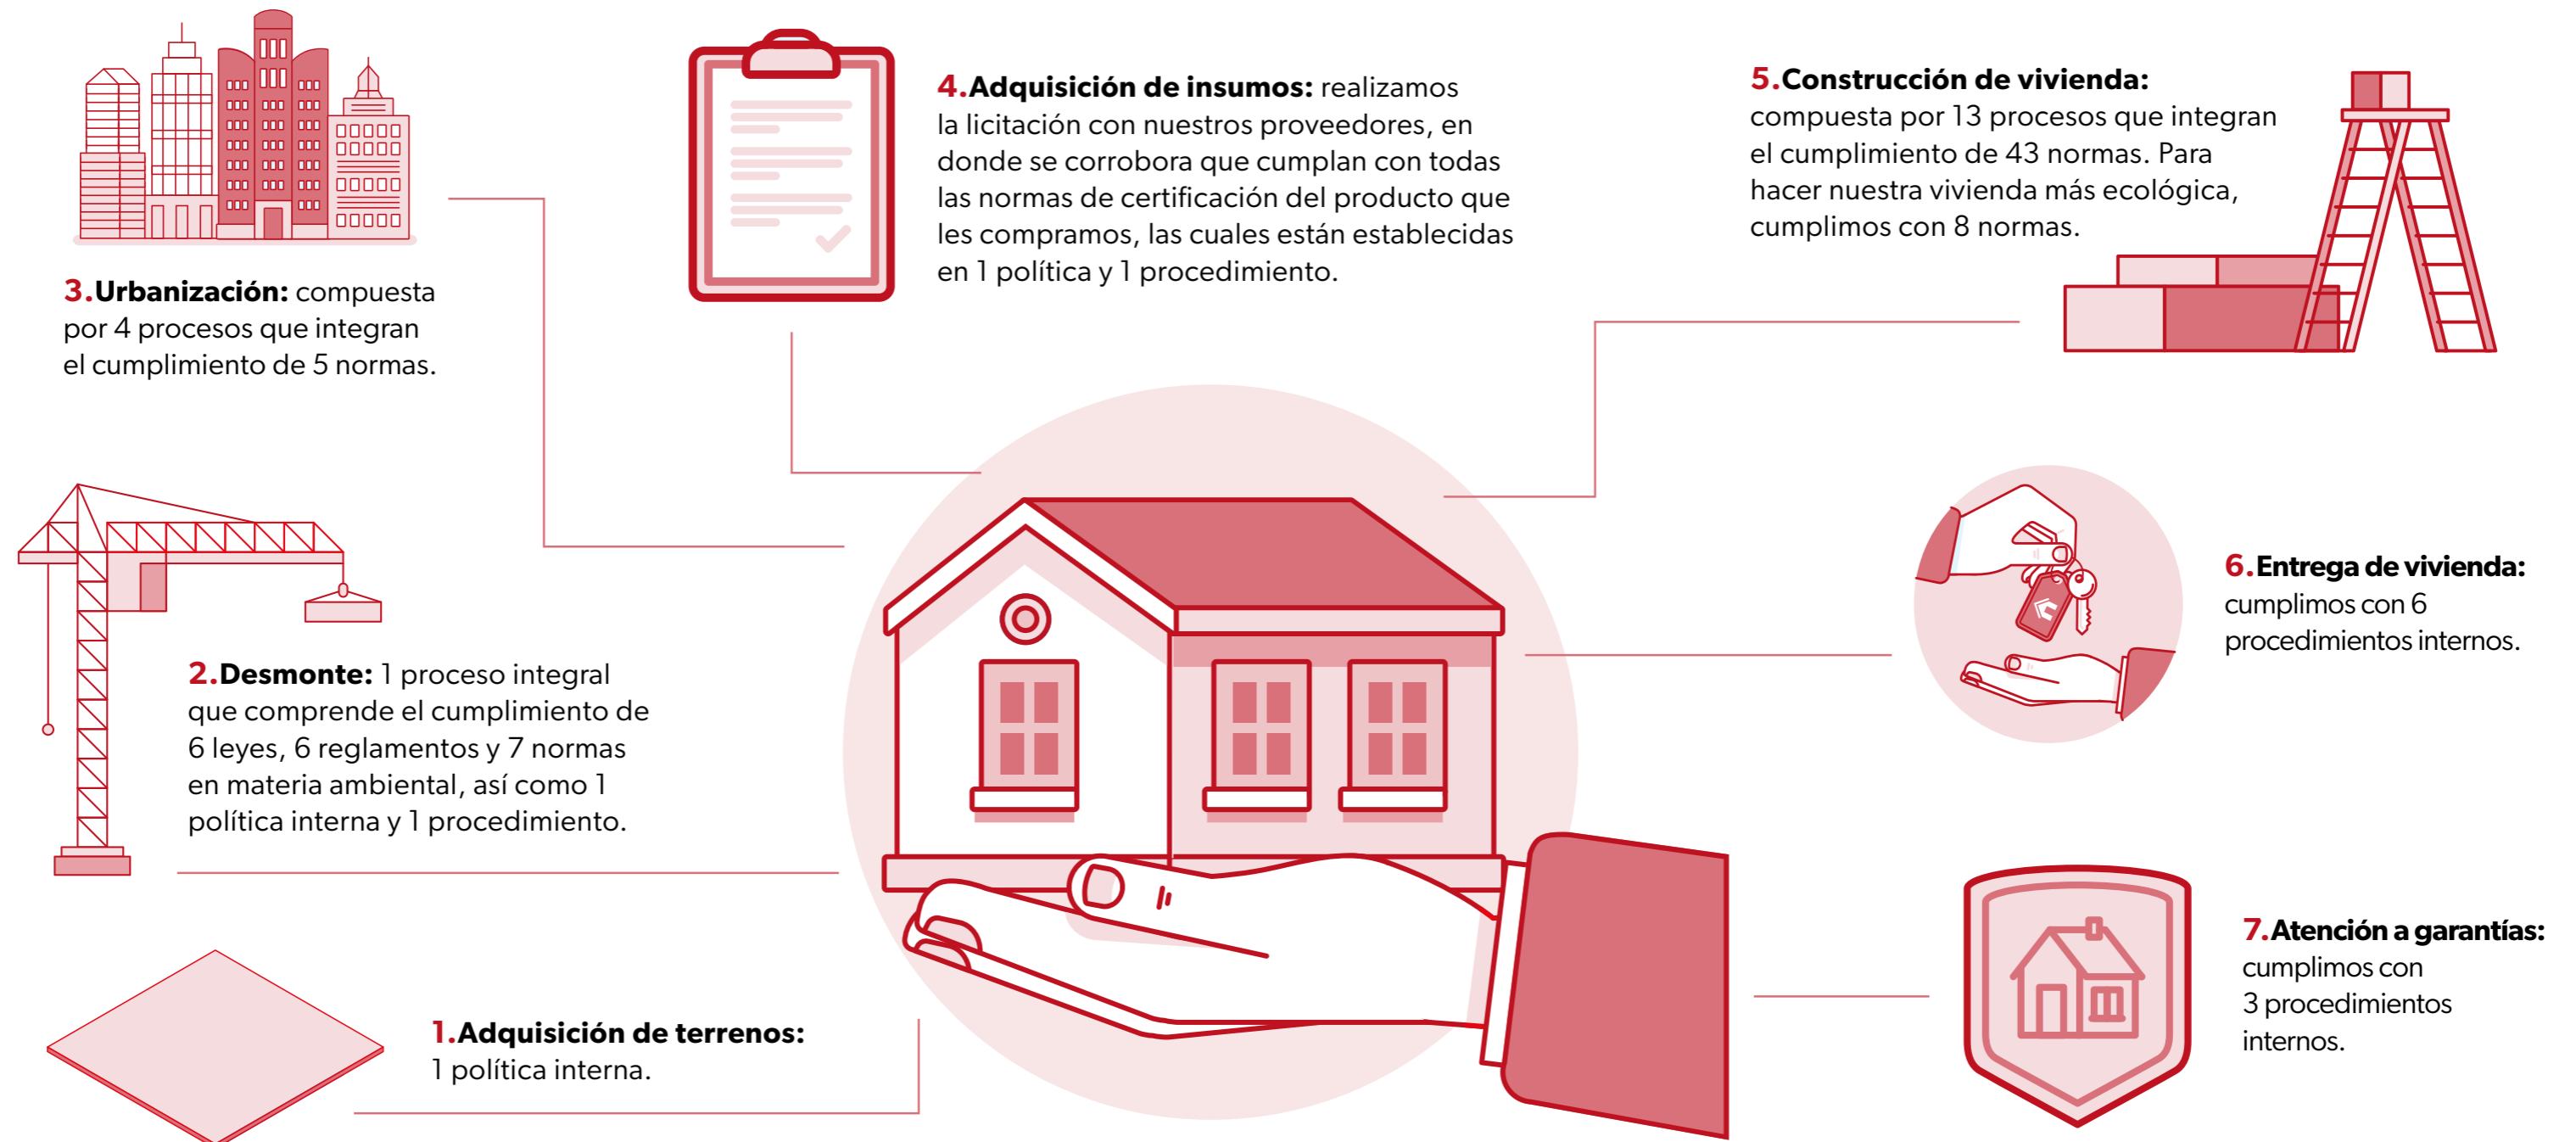 3.Urbanización: compuesta
por 4 procesos que integran
el cumplimiento de 5 normas.
4.Adquisición de insumos: realizamos
la licitación con nuestros proveedores, en
donde se corrobora que cumplan con todas
las normas de certificación del producto que
les compramos, las cuales están establecidas
en 1 política y 1 procedimiento.
5.Construcción de vivienda:
compuesta por 13 procesos que integran
el cumplimiento de 43 normas. Para
hacer nuestra vivienda más ecológica,
cumplimos con 8 normas.
2.Desmonte: 1 proceso integral
que comprende el cumplimiento de
6 leyes, 6 reglamentos y 7 normas
en materia ambiental, así como 1
política interna y 1 procedimiento.
6.Entrega de vivienda:
cumplimos con 6
procedimientos internos.
1.Adquisición de terrenos:
1 política interna.
7.Atención a garantías:
cumplimos con
3 procedimientos
internos.